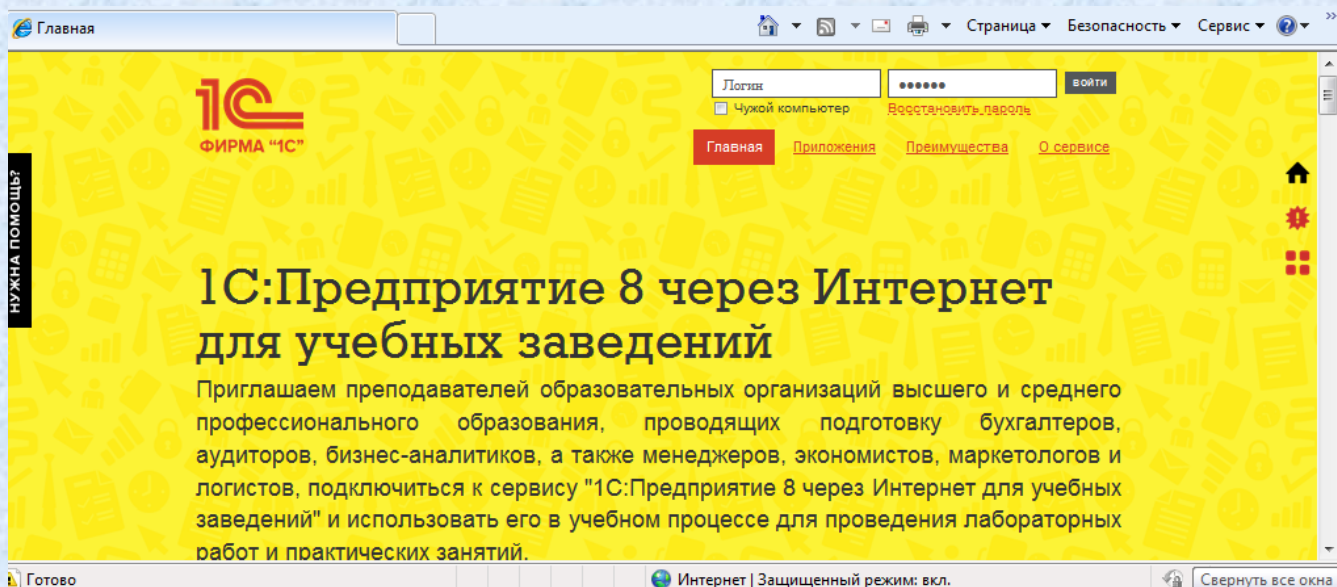 Главная
Страница
Безопасность
Сервис
Логин
••••••
ВОЙТИ
Чужой компьютер
Восстановить пароль
1С
ФИРМА "1С"
Главная
Приложения
Преимущества
О сервисе
НУЖНА ПОМОЩЬ?
1С:Предприятие 8 через Интернет
для учебных заведений
Приглашаем преподавателей образовательных организаций высшего и среднего
профессионального образования, проводящих подготовку бухгалтеров,
аудиторов, бизнес-аналитиков, а также менеджеров, экономистов, маркетологов и
логистов, подключиться к сервису "1С:Предприятие 8 через Интернет для учебных
заведений" и использовать его в учебном процессе для проведения лабораторных
работ и практических занятий.
Готово
Интернет | Защищенный режим: вкл.
Свернуть все окна